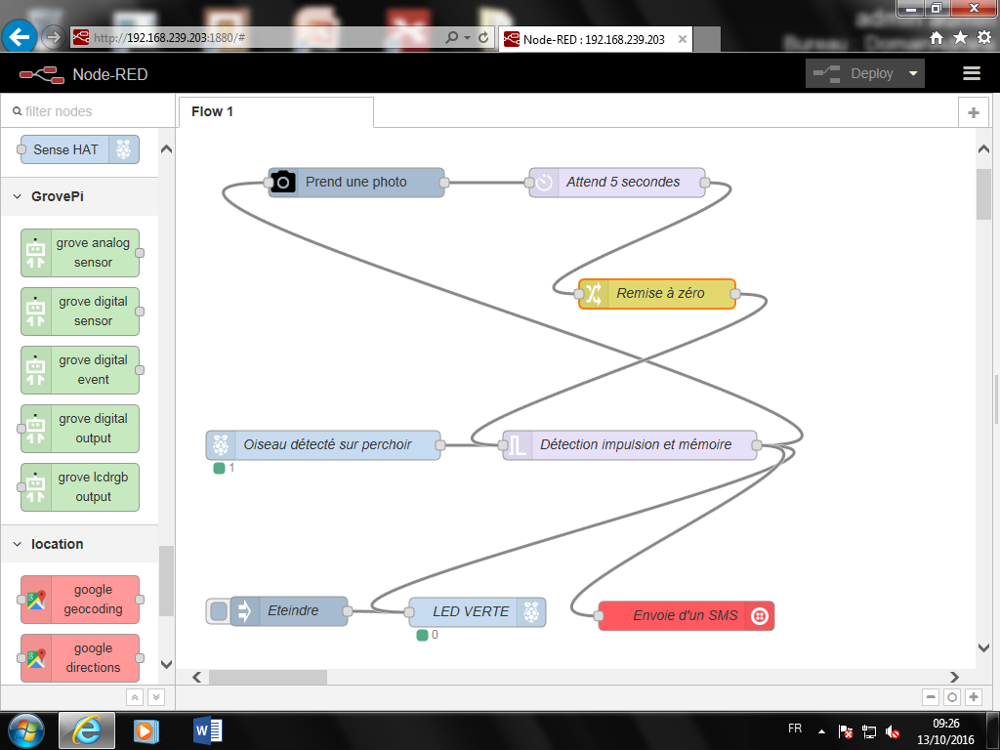 http://192.168.239.203:1880/#
Node-RED : 192.168.239.203
Node-RED
Deploy
filter nodes
Flow 1
Sense HAT
GrovePi
grove analog
sensor
grove digital
sensor
grove digital
event
grove digital
output
grove lcdrgb
output
location
google
geocoding
google
directions
Prend une photo
Attend 5 secondes
Remise à zéro
Oiseau détecté sur perchoir
1
Détection impulsion et mémoire
Eteindre
LED VERTE
0
Envoie d'un SMS
FR
09:26
13/10/2016